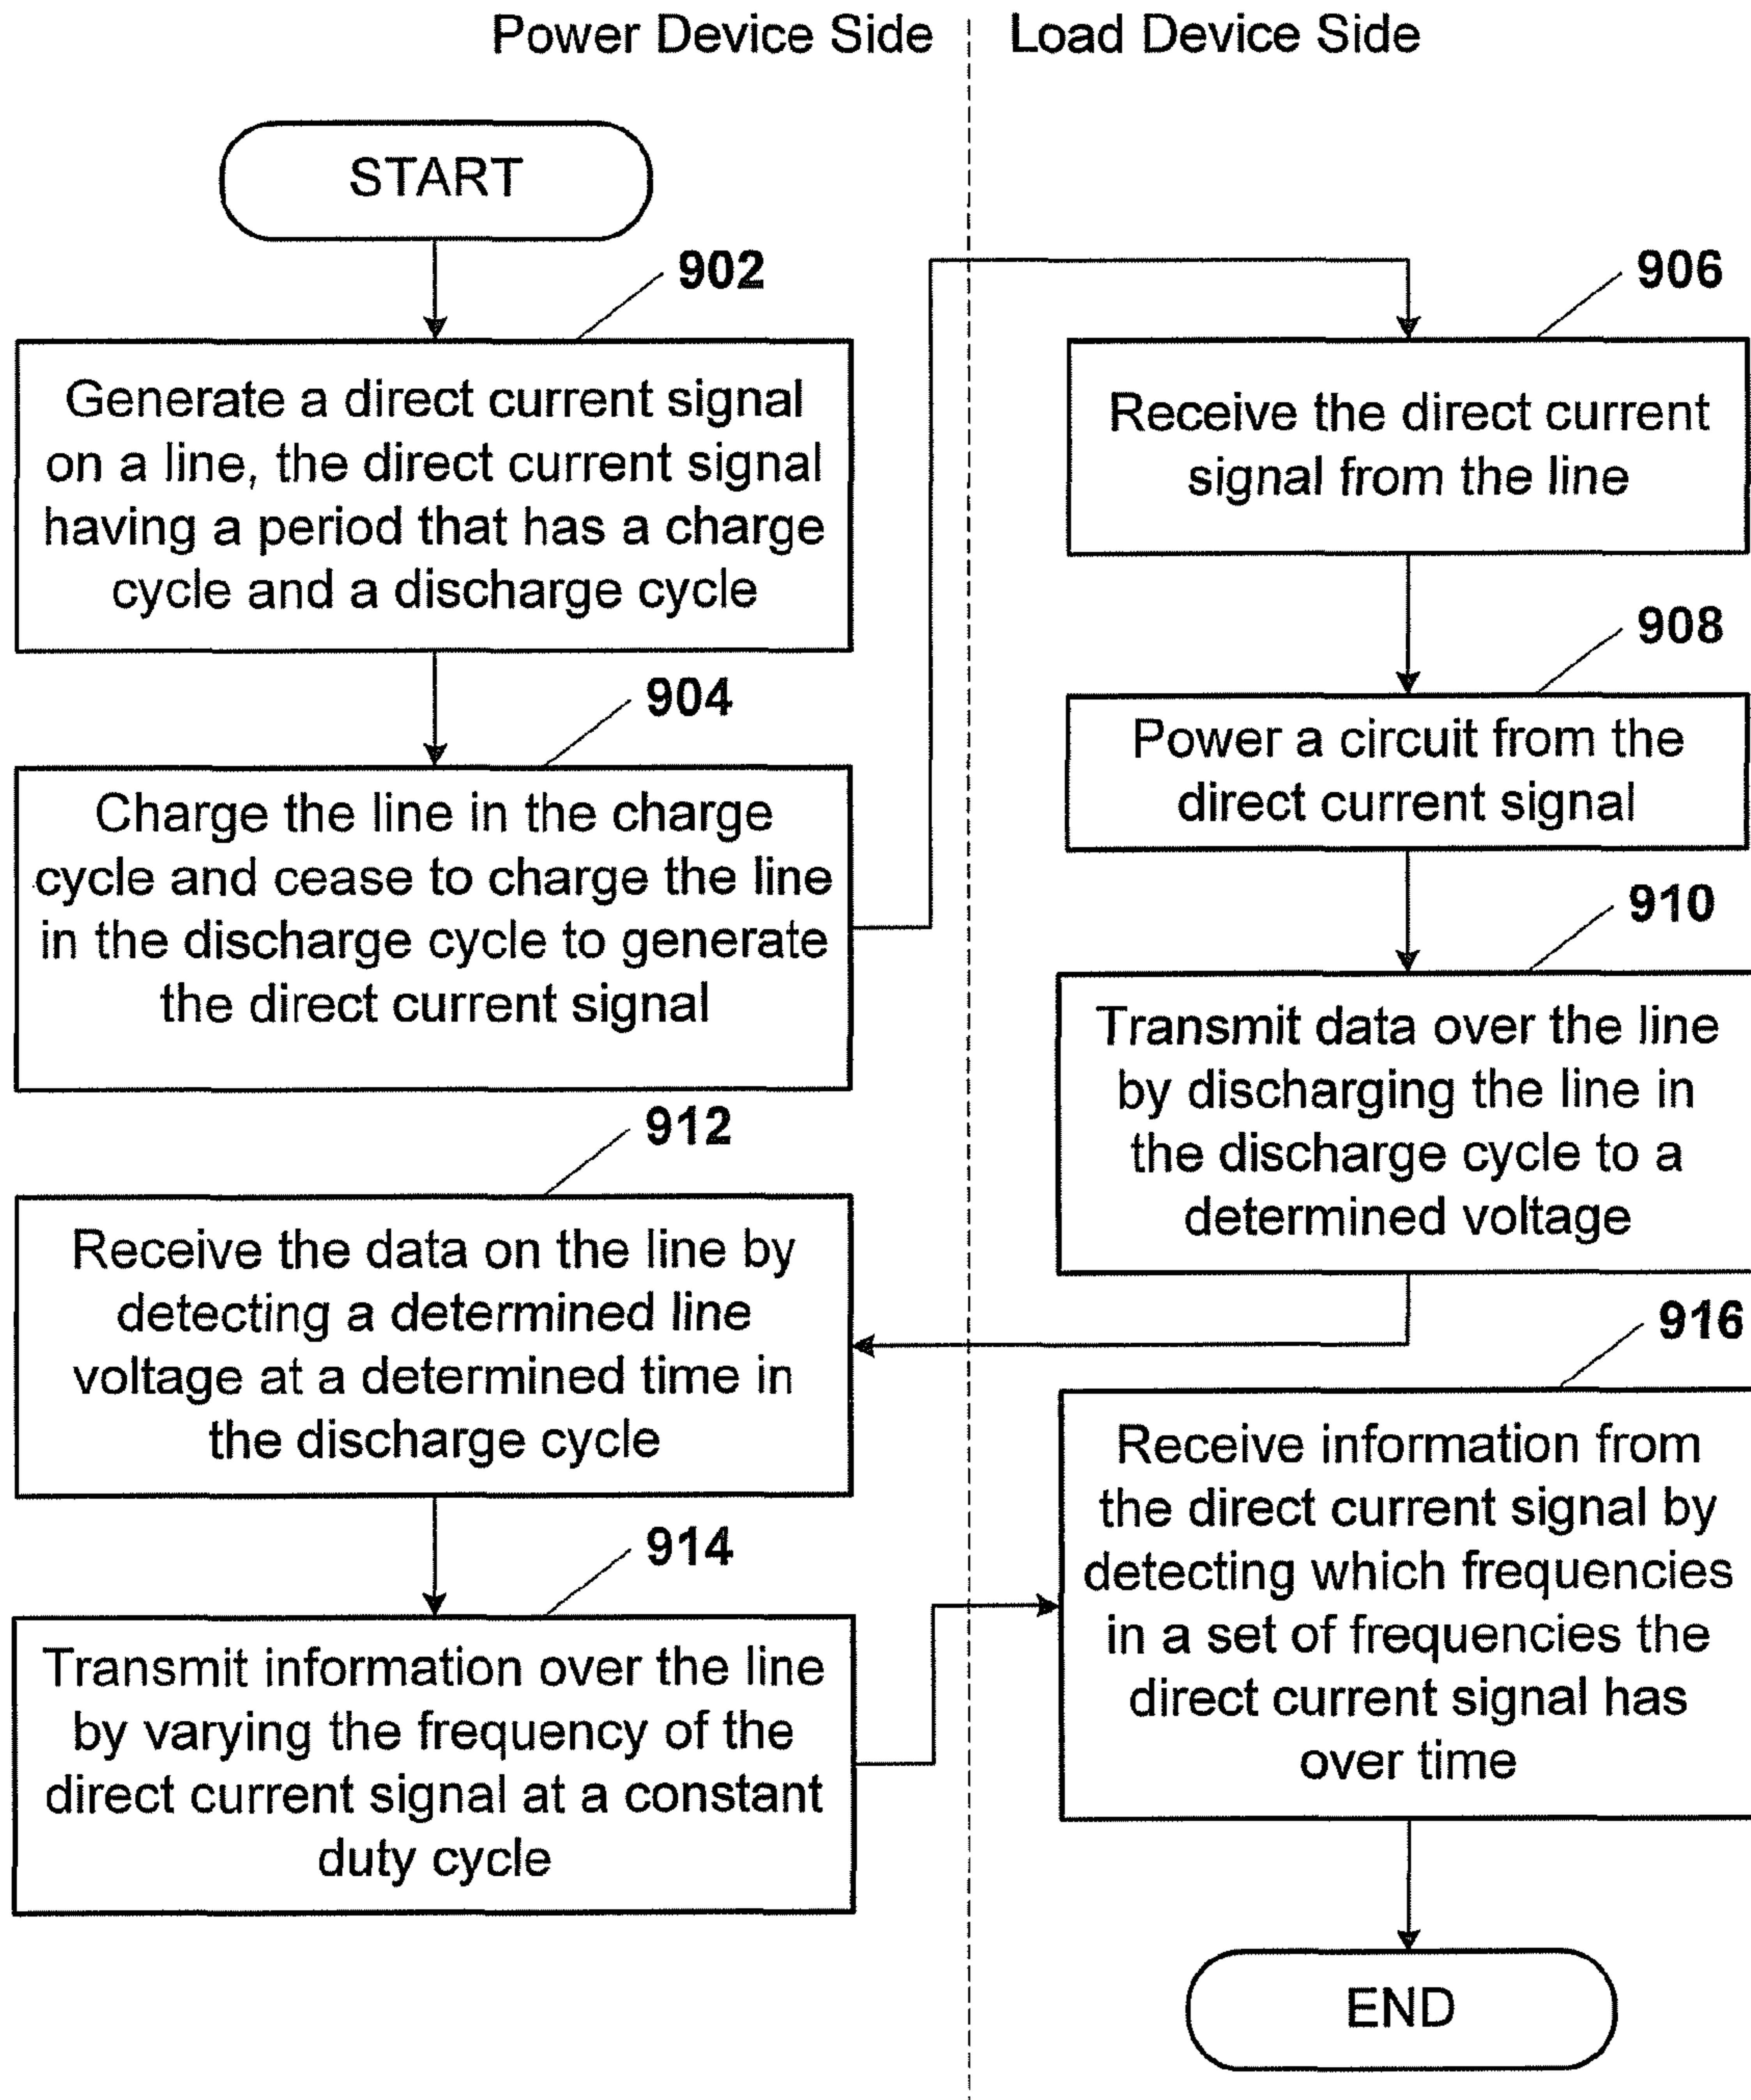 Power Device Side
Load Device Side
START
902
Generate a direct current signal
on a line, the direct current signal
having a period that has a charge
cycle and a discharge cycle
904
Charge the line in the charge
cycle and cease to charge the line
in the discharge cycle to generate
the direct current signal
906
Receive the direct current
signal from the line
908
Power a circuit from the
direct current signal
910
Transmit data over the line
by discharging the line in
the discharge cycle to a
determined voltage
912
Receive the data on the line by
detecting a determined line
voltage at a determined time in
the discharge cycle
914
Transmit information over the line
by varying the frequency of the
direct current signal at a constant
duty cycle
916
Receive information from
the direct current signal by
detecting which frequencies
in a set of frequencies the
direct current signal has
over time
END